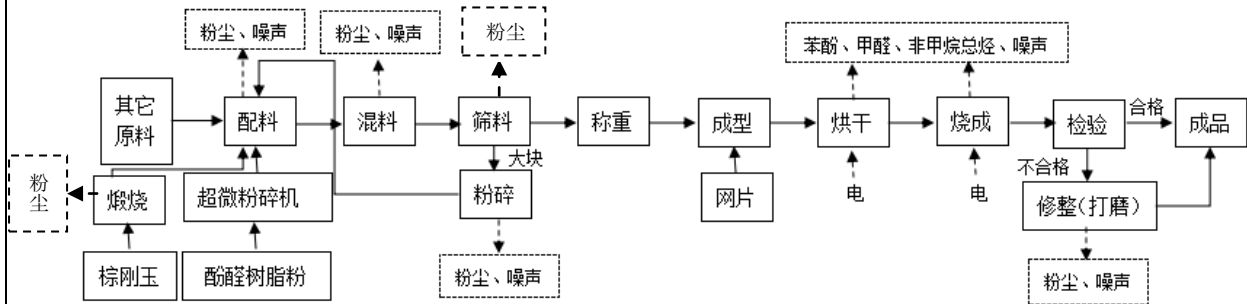 粉尘、噪声
粉尘、噪声
粉尘
苯酚、甲醛、非甲烷总烃、噪声
其它
原料
配料
混料
筛料
称重
成型
烘干
烧成
检验
合格
成品
大块
不合格
粉
尘
煅烧
超微粉碎机
粉碎
网片
电
电
修整(打磨)
棕刚玉
酚醛树脂粉
粉尘、噪声
粉尘、噪声